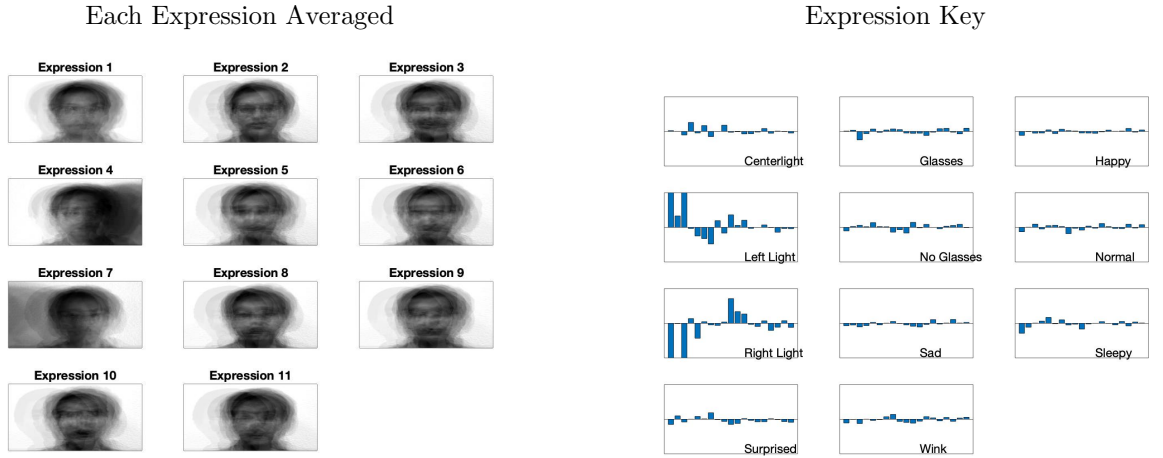 Each Expression Averaged
Expression 1 Expression 2 Expression 3
Expression 4 Expression 5 Expression 6
Expression 7 Expression 8 Expression 9
Expression 10 Expression 11
Expression Key
Centerlight Glasses Happy
Left Light No Glasses Normal
Right Light Sad Sleepy
Surprised Wink